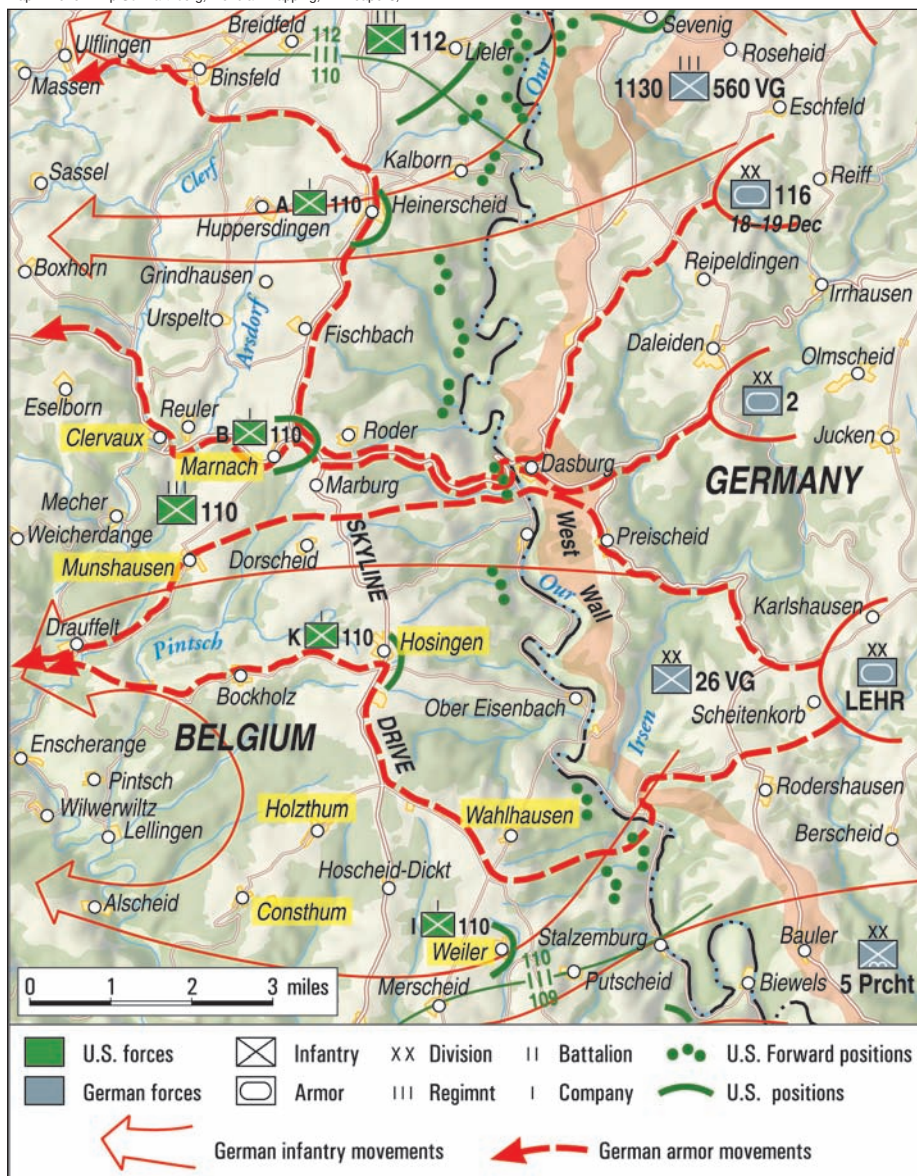 Breidfeld
Ulflingen
112
112
110
Lieler
Our
Sevenig
Roseheid
Massen
Binsfeld
1130 560 VG
Eschfeld
Clerf
Kalborn
Sassel
A 110
Heinerscheid
Huppersdingen
116
18–19 Dec
Reiff
Boxhorn
Grindhausen
Reipeldingen
Irrhausen
Urspelt
Arsdorf
Fischbach
Daleiden
Olmscheid
Eselborn
Reuler
2
Clervaux
B 110
Roder
Jucken
Marnach
Dasburg
Mecher
110
Marburg
GERMANY
Weicherdange
SKYLINE
West
Preischeid
Munshausen
Dorscheid
Our
Wall
Karlshausen
Drauffelt
Pintsch
K 110
Hosingen
26 VG
LEHR
Bockholz
Ober Eisenbach
Scheitenkorb
BELGIUM
DRIVE
Irsen
Enscherange
Pintsch
Rodershausen
Wilwerwiltz
Holzthum
Wahlhausen
Lellingen
Berscheid
Hoscheid-Dickt
Alscheid
Consthum
I 110
Weiler
Stalzemburg
Bauler
110
109
Putscheid
Biewels
5 Prcht
Merscheid
0 1 2 3 miles
U.S. forces Infantry XX Division II Battalion U.S. Forward positions
German forces Armor III Regimnt I Company U.S. positions
German infantry movements German armor movements